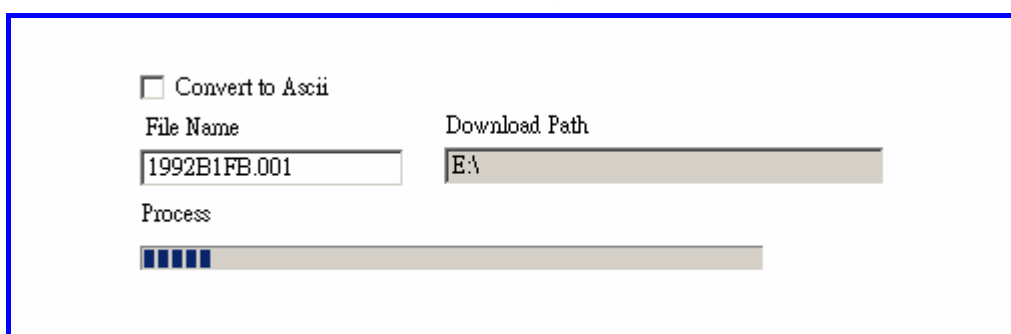 Convert to Ascii
File Name
Download Path
1992B1FB.001
E:\
Process